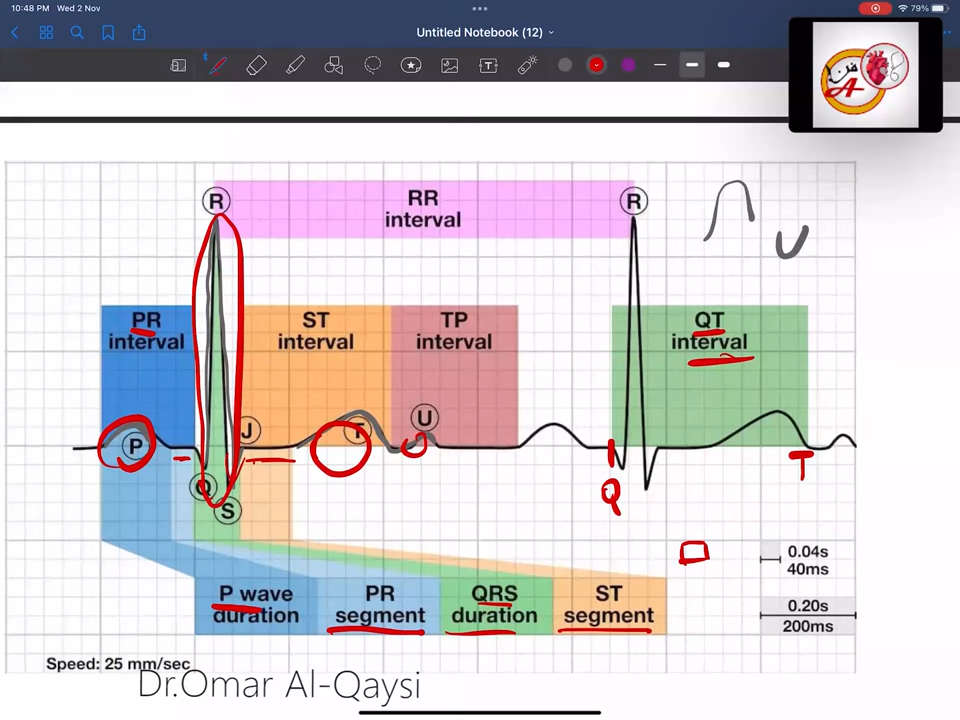 10:48 PM Wed 2 Nov
79%
Untitled Notebook (12)
فن
A
R
RR
interval
R
U
PR
interval
ST
interval
TP
interval
QT
interval
P
J
T
U
Q
S
T
Q
0.04s
40ms
P wave
duration
PR
segment
QRS
duration
ST
segment
0.20s
200ms
Speed: 25 mm/sec
Dr.Omar Al-Qaysi